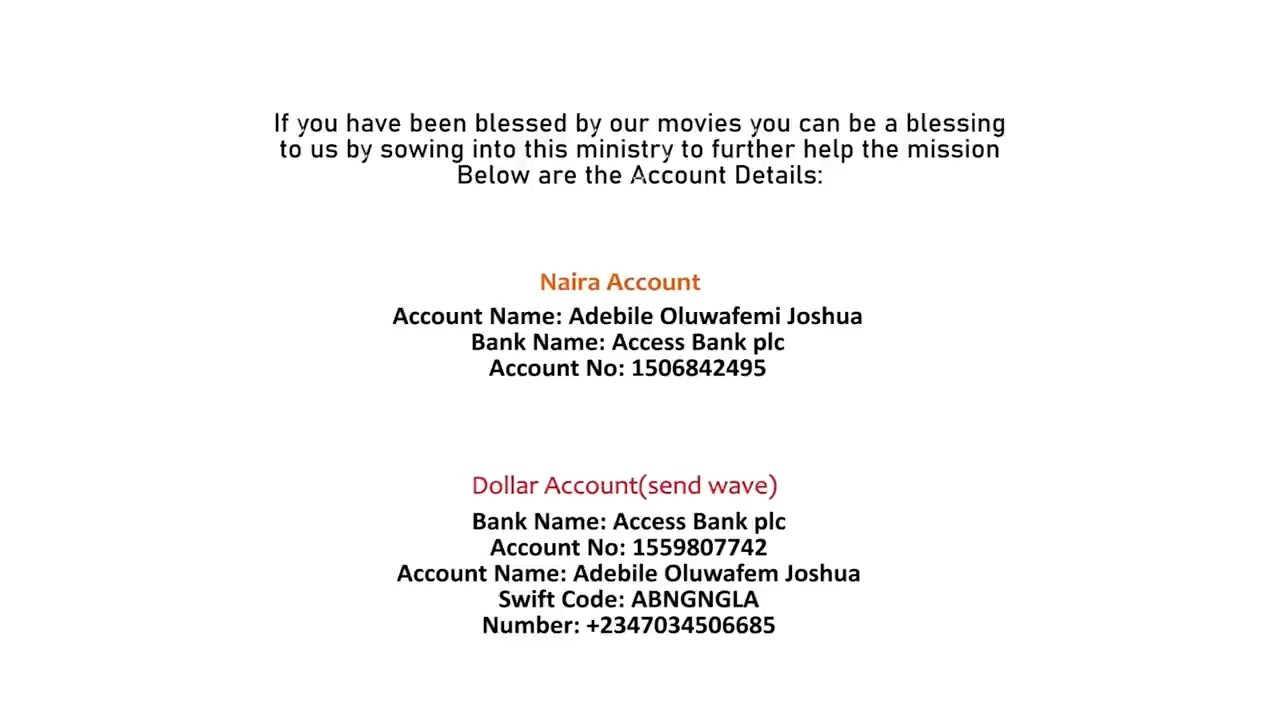 If you have been blessed by our movies you can be a blessing
to us by sowing into this ministry to further help the mission
Below are the Account Details:
Naira Account
Account Name: Adebile Oluwafemi Joshua
Bank Name: Access Bank plc
Account No: 1506842495
Dollar Account(send wave)
Bank Name: Access Bank plc
Account No: 1559807742
Account Name: Adebile Oluwafem Joshua
Swift Code: ABNGNGLA
Number: +2347034506685